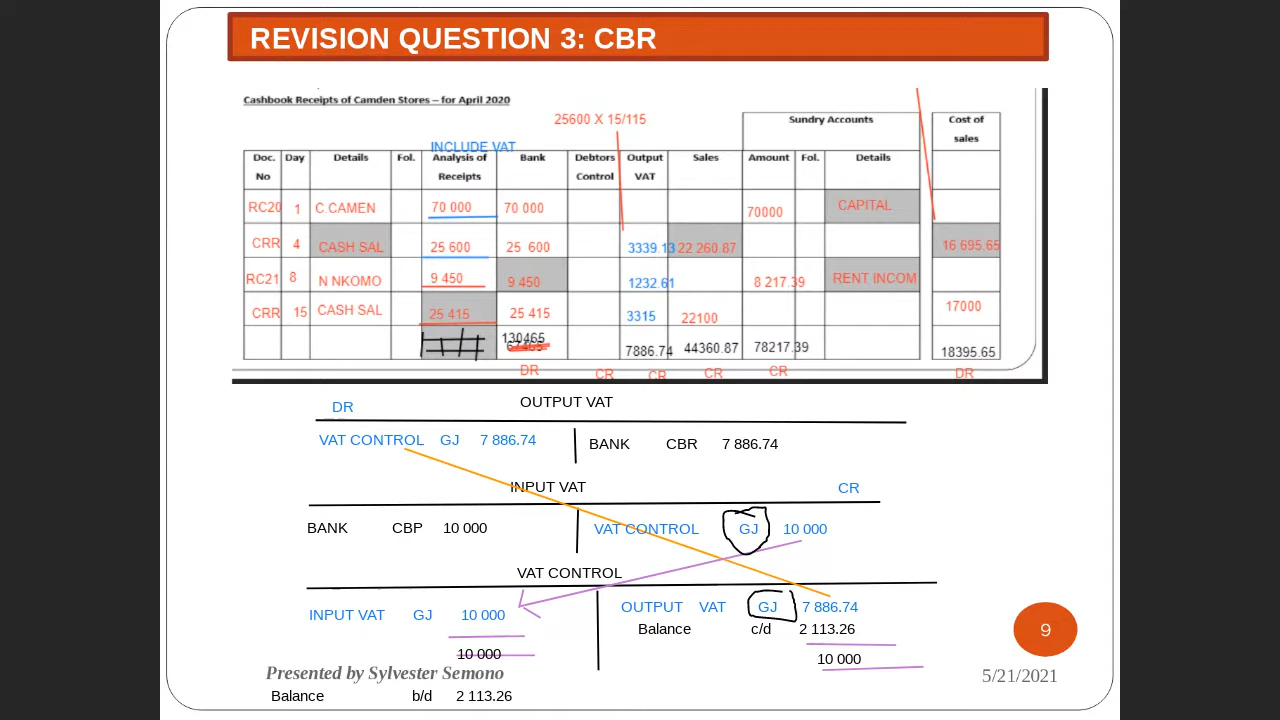 REVISION QUESTION 3: CBR
Cashbook Receipts of Camden Stores – for April 2020
25600 X 15/115
Sundry Accounts
Cost of sales
INCLUDE VAT
Doc. No Day Details Fol. Analysis of Receipts Bank Debtors Control Output VAT Sales Amount Fol. Details
RC20 1 C.CAMEN 70 000 70 000 70000 CAPITAL
CRR 4 CASH SAL 25 600 25 600 3339.13 22 260.87 16 695.65
RC21 8 N NKOMO 9 450 9 450 1232.61 8 217.39 RENT INCOM
CRR 15 CASH SAL 25 415 25 415 3315 22100 17000
130465
7886.74 44360.87 78217.39 18395.65
DR CR CR CR CR DR
DR OUTPUT VAT
VAT CONTROL GJ 7 886.74 BANK CBR 7 886.74
INPUT VAT CR
BANK CBP 10 000 VAT CONTROL GJ 10 000
VAT CONTROL
INPUT VAT GJ 10 000 OUTPUT VAT GJ 7 886.74
Balance c/d 2 113.26
10 000 10 000
Presented by Sylvester Semono
9
5/21/2021
Balance b/d 2 113.26